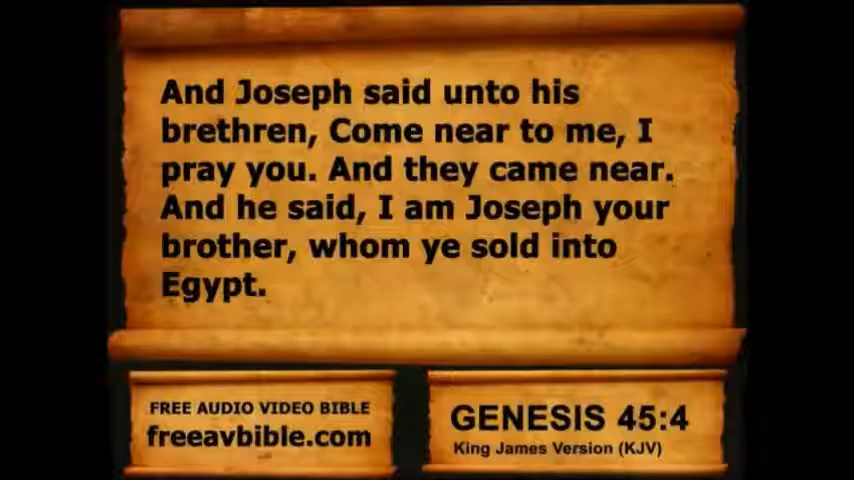 And Joseph said unto his
brethren, Come near to me, I
pray you. And they came near.
And he said, I am Joseph your
brother, whom ye sold into
Egypt.
FREE AUDIO VIDEO BIBLE
freeavbible.com
GENESIS 45:4
King James Version (KJV)